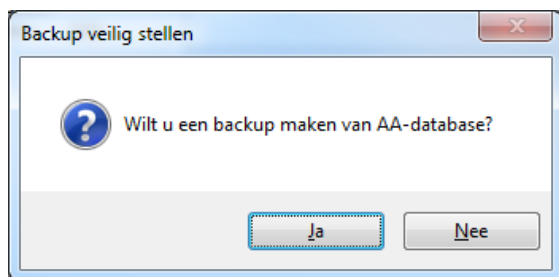 Backup veilig stellen
Wilt u een backup maken van AA-database?
Ja
Nee